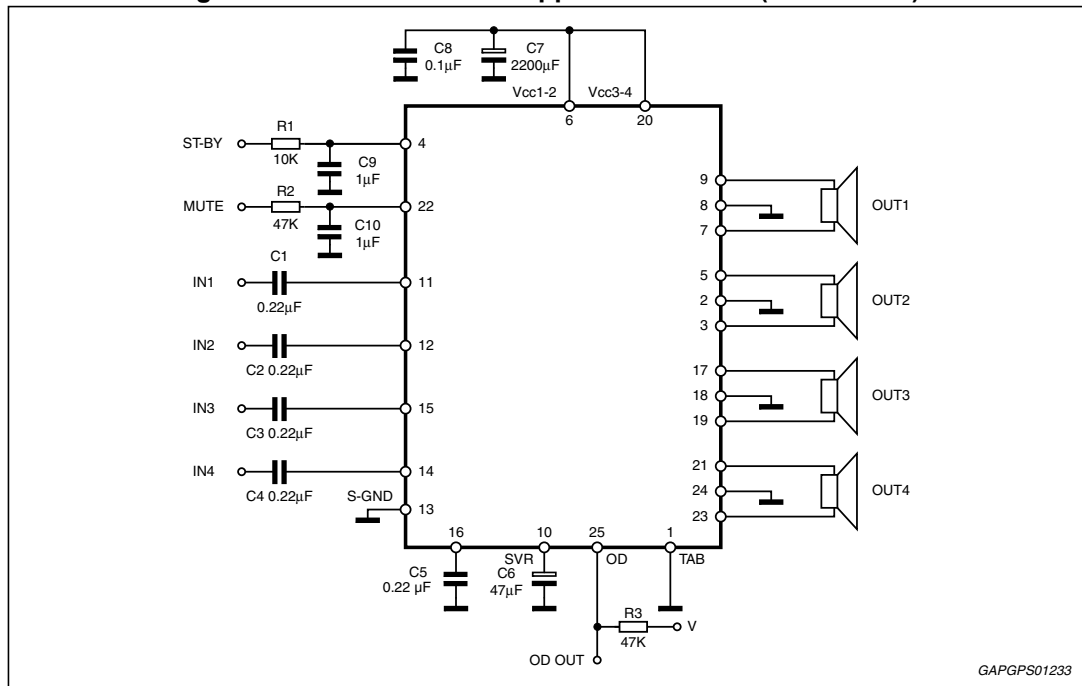 C8
0.1µF
C7
2200µF
Vcc1-2
Vcc3-4
6
20
ST-BY
R1
10K
4
C9
1µF
MUTE
R2
47K
22
C10
1µF
IN1
C1
0.22µF
11
IN2
C2 0.22µF
12
IN3
C3 0.22µF
15
IN4
C4 0.22µF
14
S-GND
13
9
8
7
OUT1
5
2
3
OUT2
17
18
19
OUT3
21
24
23
OUT4
16
10
25
1
SVR
OD
TAB
C5
0.22 µF
C6
47µF
R3
47K
V
OD OUT
GAPGPS01233